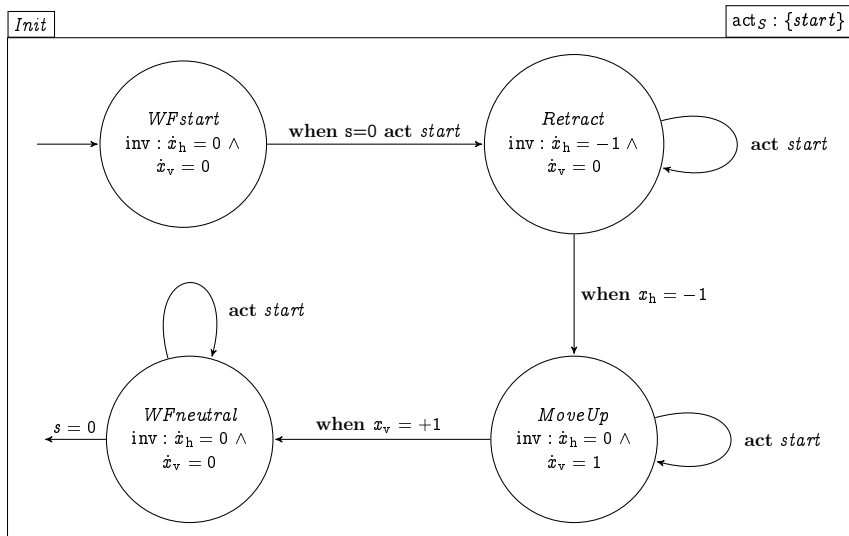 Init
act_S : {start}
WFstart
inv : ẋ_h = 0 ∧
ẋ_v = 0
when s=0 act start
Retract
inv : ẋ_h = −1 ∧
ẋ_v = 0
act start
when x_h = −1
act start
WFneutral
inv : ẋ_h = 0 ∧
ẋ_v = 0
s = 0
when x_v = +1
MoveUp
inv : ẋ_h = 0 ∧
ẋ_v = 1
act start